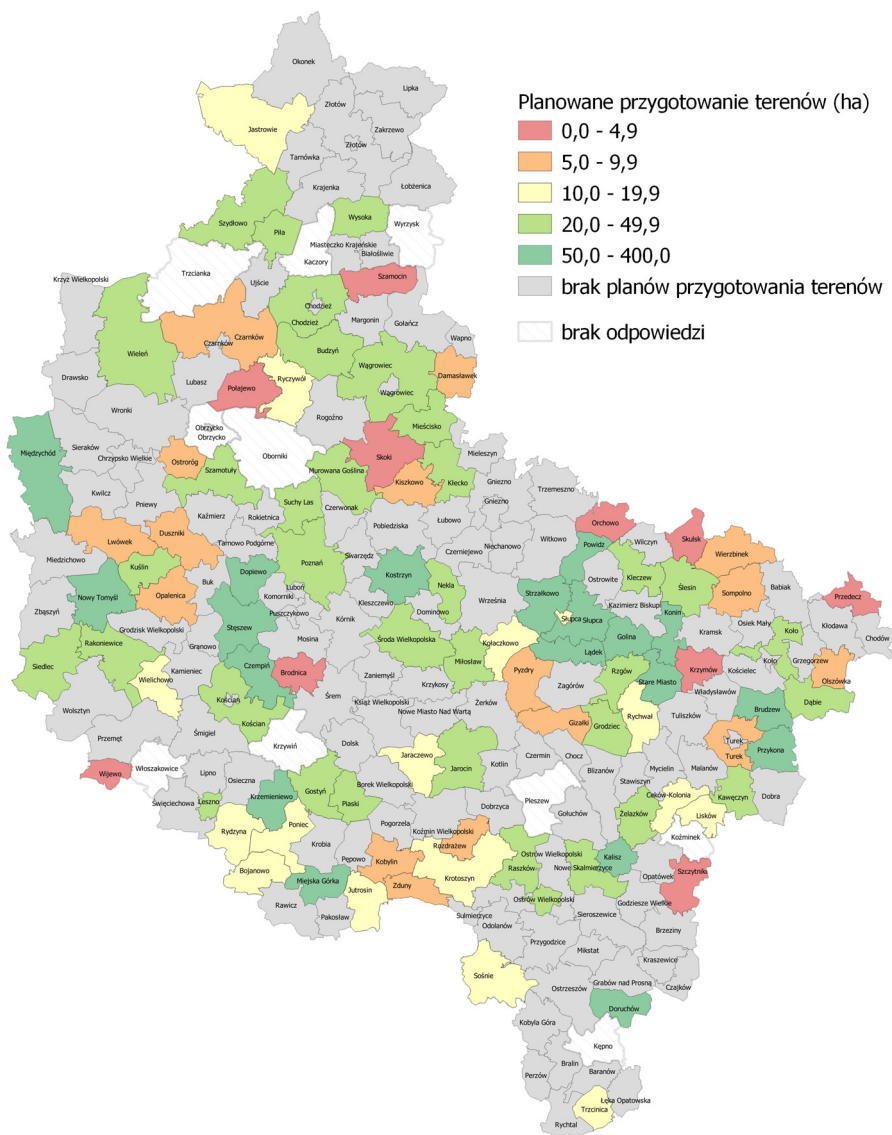 Planowane przygotowanie terenów (ha)
0,0 - 4,9
5,0 - 9,9
10,0 - 19,9
20,0 - 49,9
50,0 - 400,0
brak planów przygotowania terenów
brak odpowiedzi
Okonek
Lipka
Złotów
Jastrowie
Zakrzewo
Złotów
Tarnówka
Krajenka
Łobżenica
Szydłowo
Piła
Wysoka
Wyrzysk
Miasteczko Krajeńskie
Białośliwie
Kaczory
Trzcianka
Krzyż Wielkopolski
Ujście
Szamocin
Chodzież
Chodzież
Margonin
Gołańcz
Czarnków
Czarnków
Wapno
Wieleń
Budzyń
Wągrowiec
Damasławek
Drawsko
Lubasz
Połajewo
Ryczywół
Wągrowiec
Wronki
Rogoźno
Mieścisko
Obrzycko
Obrzycko
Międzychód
Sieraków
Chrzypsko Wielkie
Ostroróg
Szamotuły
Oborniki
Murowana Goślina
Skoki
Kiszkowo
Kłecko
Mieleszyn
Gniezno
Gniezno
Trzemeszno
Kwilcz
Pniewy
Kaźmierz
Rokietnica
Suchy Las
Czerwonak
Pobiedziska
Łubowo
Orchowo
Skulsk
Lwówek
Duszniki
Tarnowo Podgórne
Swarzędz
Czerniejewo
Niechanowo
Witkowo
Powidz
Wilczyn
Wierzbinek
Miedzichowo
Kuślin
Buk
Dopiewo
Poznań
Luboń
Komorniki
Puszczykowo
Kostrzyn
Nekla
Kleszczewo
Dominowo
Września
Strzałkowo
Ostrowite
Kleczew
Ślesin
Sompolno
Babiak
Przedecz
Nowy Tomyśl
Opalenica
Zbąszyń
Grodzisk Wielkopolski
Granowo
Stęszew
Mosina
Kórnik
Środa Wielkopolska
Miłosław
Kołaczkowo
Słupca
Słupca
Kazimierz Biskupi
Konin
Golina
Kramsk
Osiek Mały
Koło
Kłodawa
Chodów
Siedlec
Rakoniewice
Wielichowo
Kamieniec
Czempiń
Brodnica
Zaniemyśl
Krzykosy
Pyzdry
Lądek
Zagórów
Rzgów
Stare Miasto
Krzymów
Kościelec
Koło
Grzegorzew
Olszówka
Dąbie
Władysławów
Wolsztyn
Kościan
Kościan
Śrem
Książ Wielkopolski
Żerków
Nowe Miasto Nad Wartą
Gizałki
Grodziec
Rychwał
Tuliszków
Brudzew
Turek
Turek
Przykona
Przemęt
Śmigiel
Krzywiń
Dolsk
Jaraczewo
Jarocin
Kotlin
Czermin
Chocz
Blizanów
Stawiszyn
Mycielin
Malanów
Dobra
Wijewo
Włoszakowice
Lipno
Osieczna
Święciechowa
Leszno
Krzemieniewo
Gostyń
Piaski
Borek Wielkopolski
Pleszew
Gołuchów
Dobrzyca
Żelazków
Ceków-Kolonia
Lisków
Kawęczyn
Koźminek
Rydzyna
Poniec
Krobia
Pogorzela
Pępowo
Koźmin Wielkopolski
Rozdrażew
Kobylin
Krotoszyn
Raszków
Ostrów Wielkopolski
Nowe Skalmierzyce
Kalisz
Opatówek
Szczytniki
Bojanowo
Miejska Górka
Jutrosin
Zduny
Rawicz
Pakosław
Sulmierzyce
Odolanów
Ostrów Wielkopolski
Sieroszewice
Godziesze Wielkie
Brzeziny
Przygodzice
Mikstat
Kraszewice
Sośnie
Ostrzeszów
Grabów nad Prosną
Czajków
Doruchów
Kobyla Góra
Kępno
Bralin
Baranów
Perzów
Łęka Opatowska
Trzcinica
Rychtal